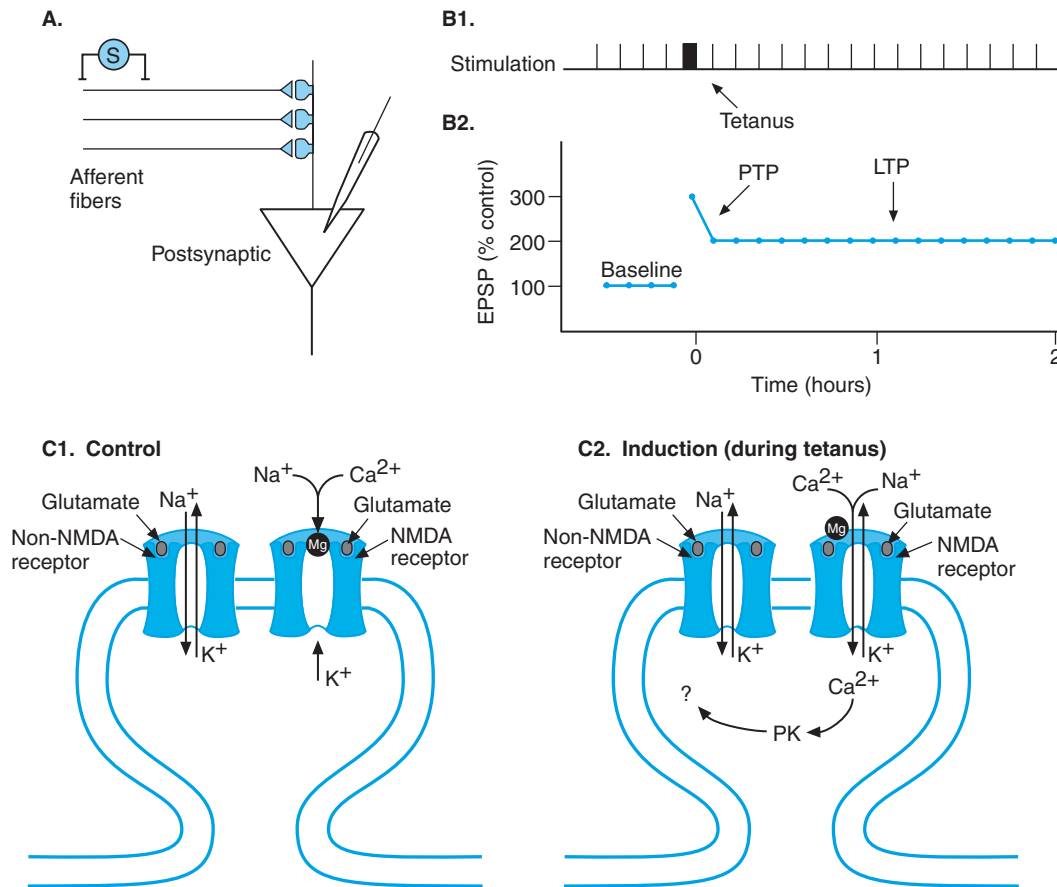 A.
S
Afferent
fibers
Postsynaptic
B1.
Stimulation
Tetanus
B2.
EPSP (% control)
300
200
100
PTP
LTP
Baseline
0
1
2
Time (hours)
C1. Control
Na+
Ca2+
Glutamate
Na+
Glutamate
Non-NMDA
receptor
Mg
NMDA
receptor
K+
K+
C2. Induction (during tetanus)
Ca2+
Na+
Glutamate
Na+
Glutamate
Non-NMDA
receptor
Mg
NMDA
receptor
K+
K+
Ca2+
?
PK